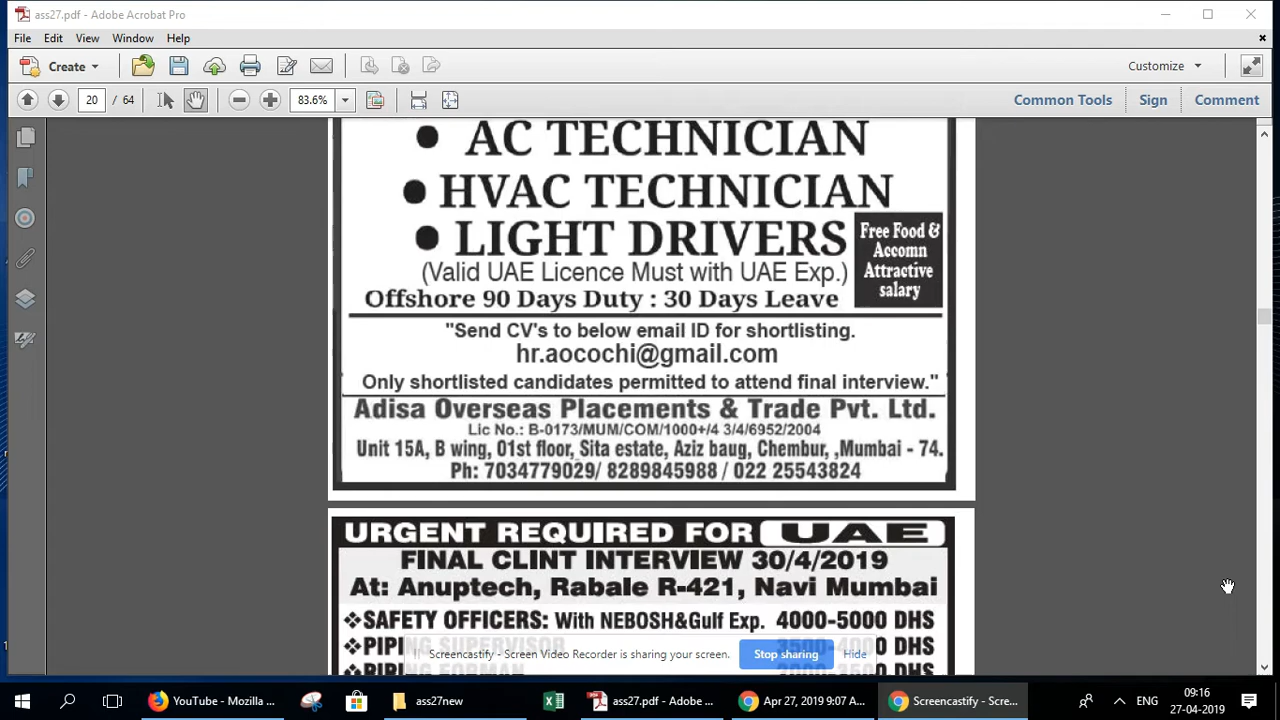 ass27.pdf - Adobe Acrobat Pro
File Edit View Window Help
Create Customize
20 / 64 83.6% Common Tools Sign Comment
• AC TECHNICIAN
• HVAC TECHNICIAN
• LIGHT DRIVERS
(Valid UAE Licence Must with UAE Exp.)
Offshore 90 Days Duty : 30 Days Leave
Free Food &
Accomn
Attractive
salary
"Send CV's to below email ID for shortlisting.
hr.aocochi@gmail.com
Only shortlisted candidates permitted to attend final interview."
Adisa Overseas Placements & Trade Pvt. Ltd.
Lic No.: B-0173/MUM/COM/1000+/4 3/4/6952/2004
Unit 15A, B wing, 01st floor, Sita estate, Aziz baug, Chembur, ,Mumbai - 74.
Ph: 7034779029/ 8289845988 / 022 25543824
URGENT REQUIRED FOR UAE
FINAL CLINT INTERVIEW 30/4/2019
At: Anuptech, Rabale R-421, Navi Mumbai
❖SAFETY OFFICERS: With NEBOSH&Gulf Exp. 4000-5000 DHS
❖PIPING SUPERVISOR 3500-4000 DHS
Screencastify - Screen Video Recorder is sharing your screen. Stop sharing Hide
YouTube - Mozilla ... ass27new ass27.pdf - Adobe ... Apr 27, 2019 9:07 A... Screencastify - Scre... ENG 09:16
27-04-2019